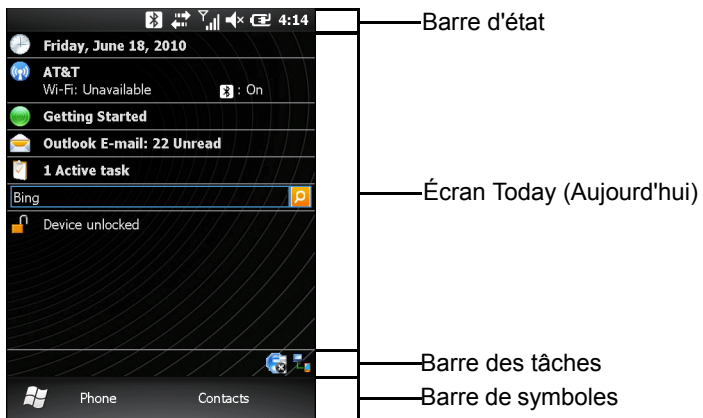 4:14
Barre d'état
Friday, June 18, 2010
AT&T
Wi-Fi: Unavailable : On
Getting Started
Outlook E-mail: 22 Unread
1 Active task
Écran Today (Aujourd'hui)
Bing
Device unlocked
Barre des tâches
Phone Contacts
Barre de symboles